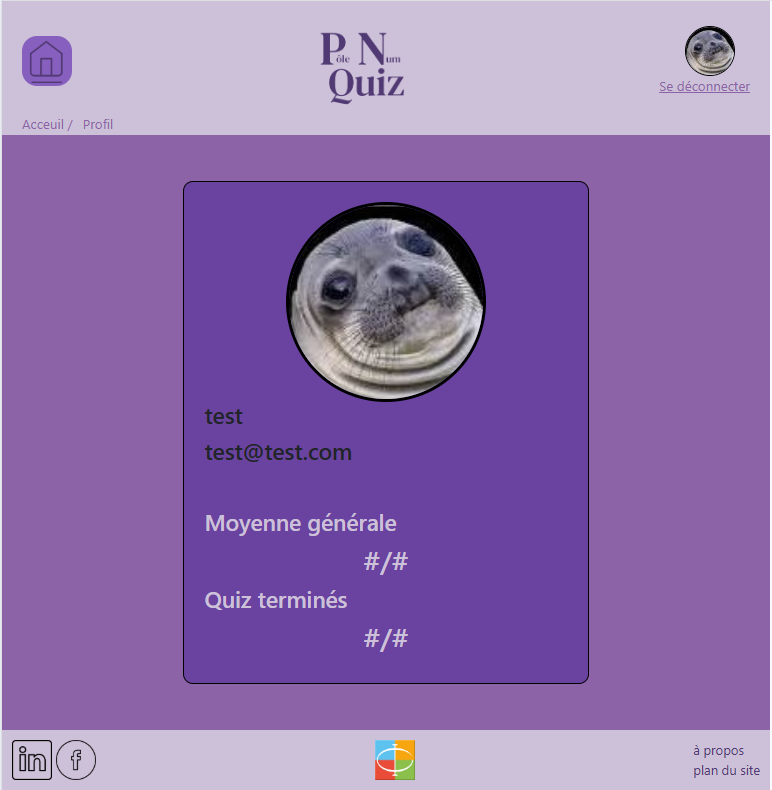 Pôle Num
Quiz
Se déconnecter
Acceuil / Profil
test
test@test.com
Moyenne générale
#/#
Quiz terminés
#/#
in f
à propos
plan du site